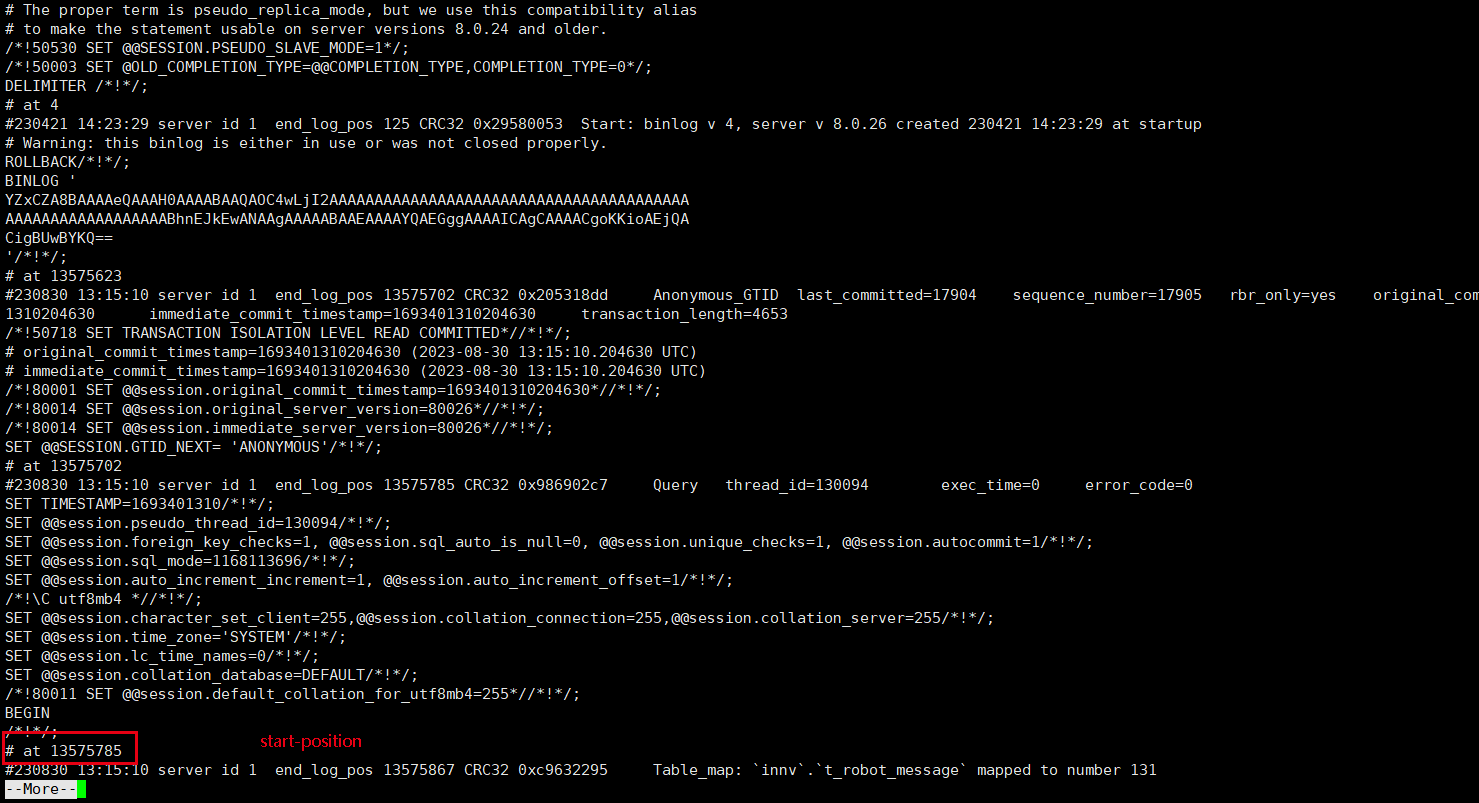 # The proper term is pseudo_replica_mode, but we use this compatibility alias
# to make the statement usable on server versions 8.0.24 and older.
/*!50530 SET @@SESSION.PSEUDO_SLAVE_MODE=1*/;
/*!50003 SET @OLD_COMPLETION_TYPE=@@COMPLETION_TYPE,COMPLETION_TYPE=0*/;
DELIMITER /*!*/;
# at 4
#230421 14:23:29 server id 1  end_log_pos 125 CRC32 0x29580053  Start: binlog v 4, server v 8.0.26 created 230421 14:23:29 at startup
# Warning: this binlog is either in use or was not closed properly.
ROLLBACK/*!*/;
BINLOG '
YZxCZA8BAAAAeQAAAH0AAAABAAQAOC4wLjI2AAAAAAAAAAAAAAAAAAAAAAAAAAAAAAAAAAAAAAAA
AAAAAAAAAAAAAAAAAABhnEJkEwANAAgAAAAABAAEAAAAYQAEGggAAAAICAgCAAAACgoKKioAEjQA
CigBUwBYKQ==
'/*!*/;
# at 13575623
#230830 13:15:10 server id 1  end_log_pos 13575702 CRC32 0x205318dd     Anonymous_GTID  last_committed=17904    sequence_number=17905   rbr_only=yes    original_com
1310204630      immediate_commit_timestamp=1693401310204630     transaction_length=4653
/*!50718 SET TRANSACTION ISOLATION LEVEL READ COMMITTED*//*!*/;
# original_commit_timestamp=1693401310204630 (2023-08-30 13:15:10.204630 UTC)
# immediate_commit_timestamp=1693401310204630 (2023-08-30 13:15:10.204630 UTC)
/*!80001 SET @@session.original_commit_timestamp=1693401310204630*//*!*/;
/*!80014 SET @@session.original_server_version=80026*//*!*/;
/*!80014 SET @@session.immediate_server_version=80026*//*!*/;
SET @@SESSION.GTID_NEXT= 'ANONYMOUS'/*!*/;
# at 13575702
#230830 13:15:10 server id 1  end_log_pos 13575785 CRC32 0x986902c7     Query   thread_id=130094        exec_time=0     error_code=0
SET TIMESTAMP=1693401310/*!*/;
SET @@session.pseudo_thread_id=130094/*!*/;
SET @@session.foreign_key_checks=1, @@session.sql_auto_is_null=0, @@session.unique_checks=1, @@session.autocommit=1/*!*/;
SET @@session.sql_mode=1168113696/*!*/;
SET @@session.auto_increment_increment=1, @@session.auto_increment_offset=1/*!*/;
/*!\C utf8mb4 *//*!*/;
SET @@session.character_set_client=255,@@session.collation_connection=255,@@session.collation_server=255/*!*/;
SET @@session.time_zone='SYSTEM'/*!*/;
SET @@session.lc_time_names=0/*!*/;
SET @@session.collation_database=DEFAULT/*!*/;
/*!80011 SET @@session.default_collation_for_utf8mb4=255*//*!*/;
BEGIN
/*!*/;
# at 13575785 start-position
#230830 13:15:10 server id 1  end_log_pos 13575867 CRC32 0xc9632295     Table_map: `innv`.`t_robot_message` mapped to number 131
--More--